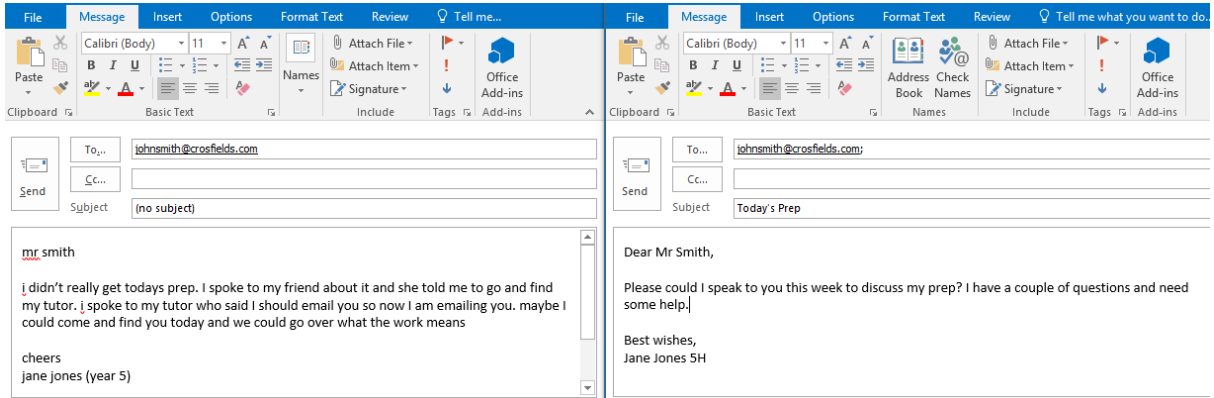 File Message Insert Options Format Text Review Tell me...
Calibri (Body) 11 A A
Paste B I U Names Attach File
Attach Item
Signature
Office
Add-ins
Clipboard Basic Text Include Tags Add-ins
To...
johnsmith@crosfields.com
Cc...
Send
Subject (no subject)
mr smith
i didn't really get todays prep. I spoke to my friend about it and she told me to go and find
my tutor. i spoke to my tutor who said I should email you so now I am emailing you. maybe I
could come and find you today and we could go over what the work means
cheers
jane jones (year 5)
File Message Insert Options Format Text Review Tell me what you want to do..
Calibri (Body) 11 A A
Paste B I U Address Book Check Names
Attach File
Attach Item
Signature
Office
Add-ins
Clipboard Basic Text Names Include Tags Add-ins
To...
johnsmith@crosfields.com;
Cc...
Send
Subject Today's Prep
Dear Mr Smith,
Please could I speak to you this week to discuss my prep? I have a couple of questions and need
some help.
Best wishes,
Jane Jones 5H